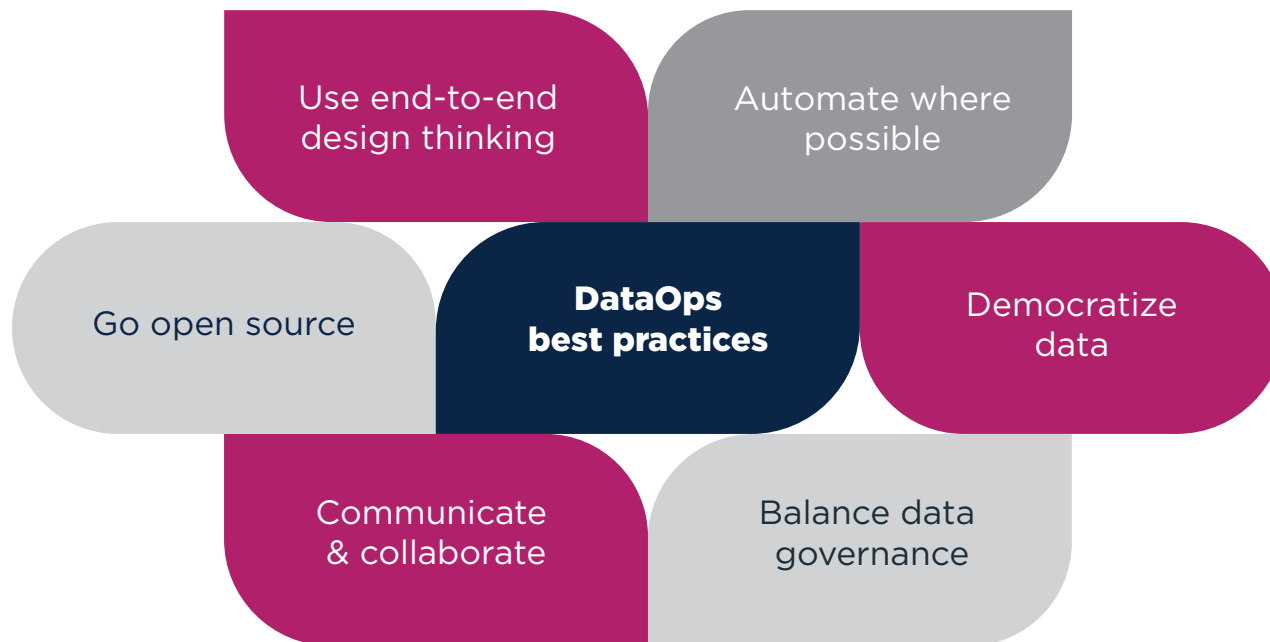 Use end-to-end
design thinking
Automate where
possible
Go open source
DataOps
best practices
Democratize
data
Communicate
& collaborate
Balance data
governance